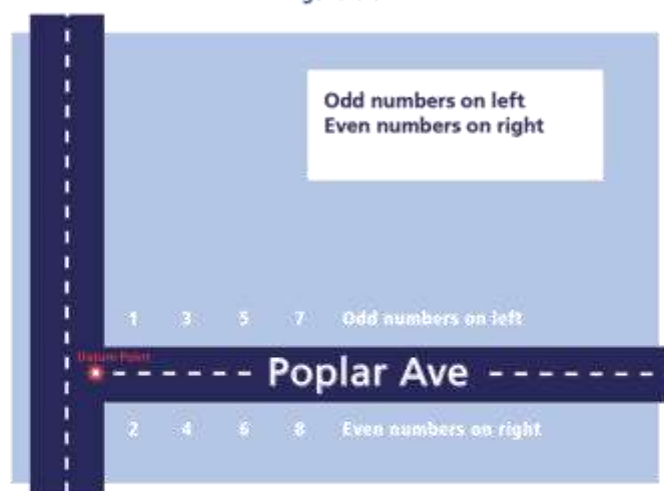 Odd numbers on left
Even numbers on right
1 3 5 7 Odd numbers on left
Datum Point
Poplar Ave
2 4 6 8 Even numbers on right